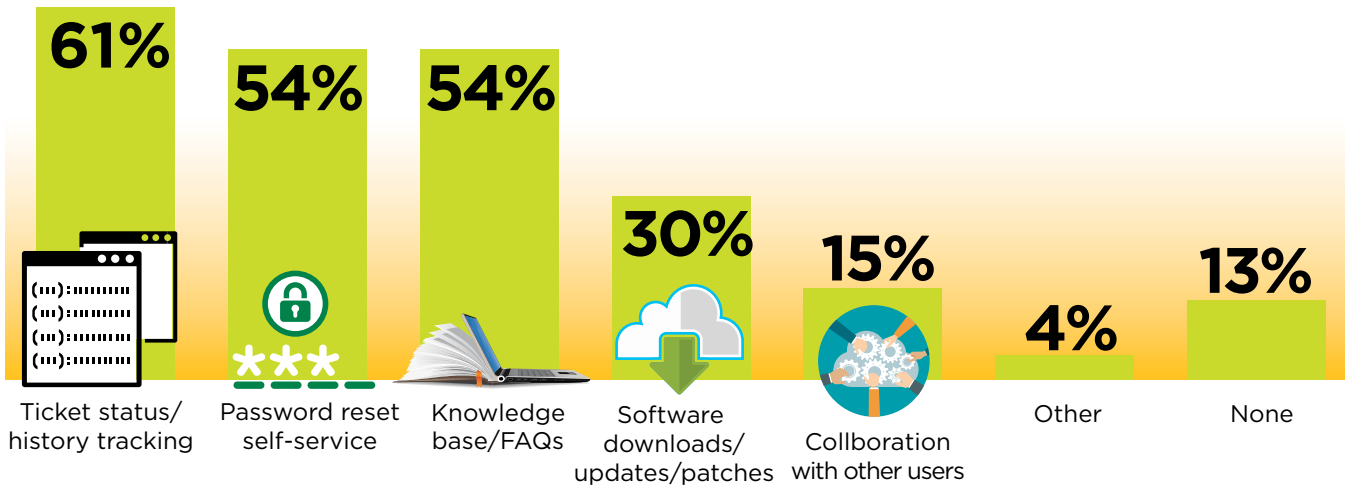 61%
54%
54%
30%
15%
4%
13%
Ticket status/
history tracking
Password reset
self-service
Knowledge
base/FAQs
Software
downloads/
updates/patches
Collboration
with other users
Other
None